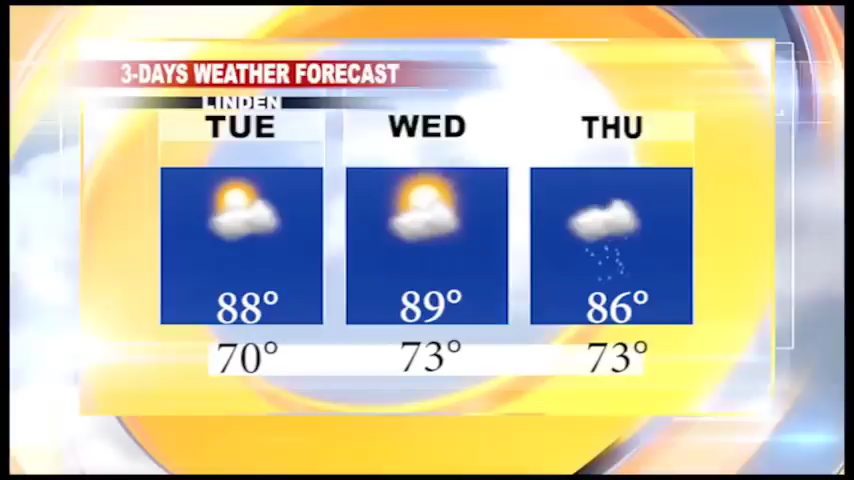 3-DAYS WEATHER FORECAST
LINDEN
TUE WED THU
88° 89° 86°
70° 73° 73°